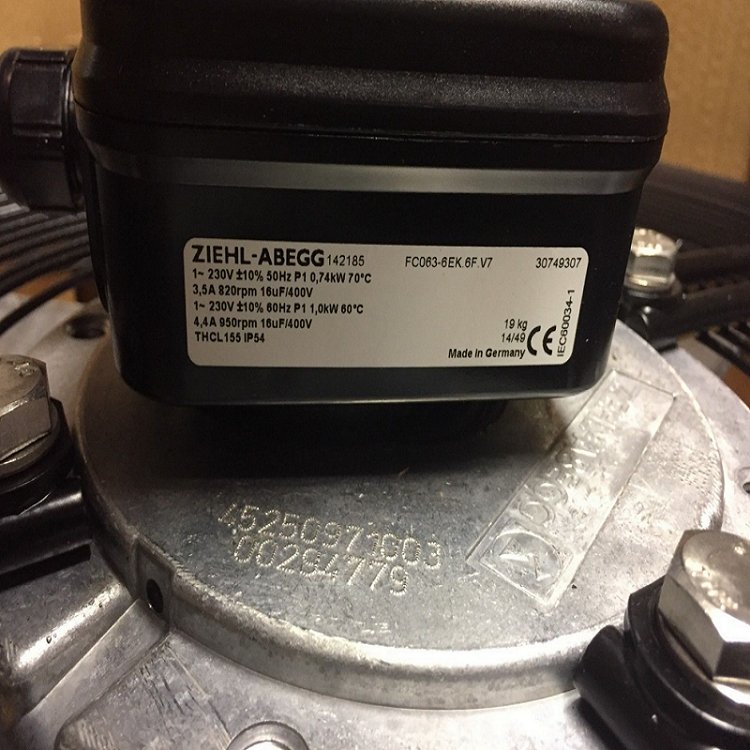 ZIEHL-ABEGG 142185 FC063-6EK.6F.V7 30749307
1~ 230V ±10% 50Hz P1 0,74kW 70°C
3,5A 820rpm 16uF/400V
1~ 230V ±10% 60Hz P1 1,0kW 60°C
4,4A 950rpm 16uF/400V 19 kg
THCL155 IP54 14/49
Made in Germany CE
IEC60034-1
45250971G03
00284779